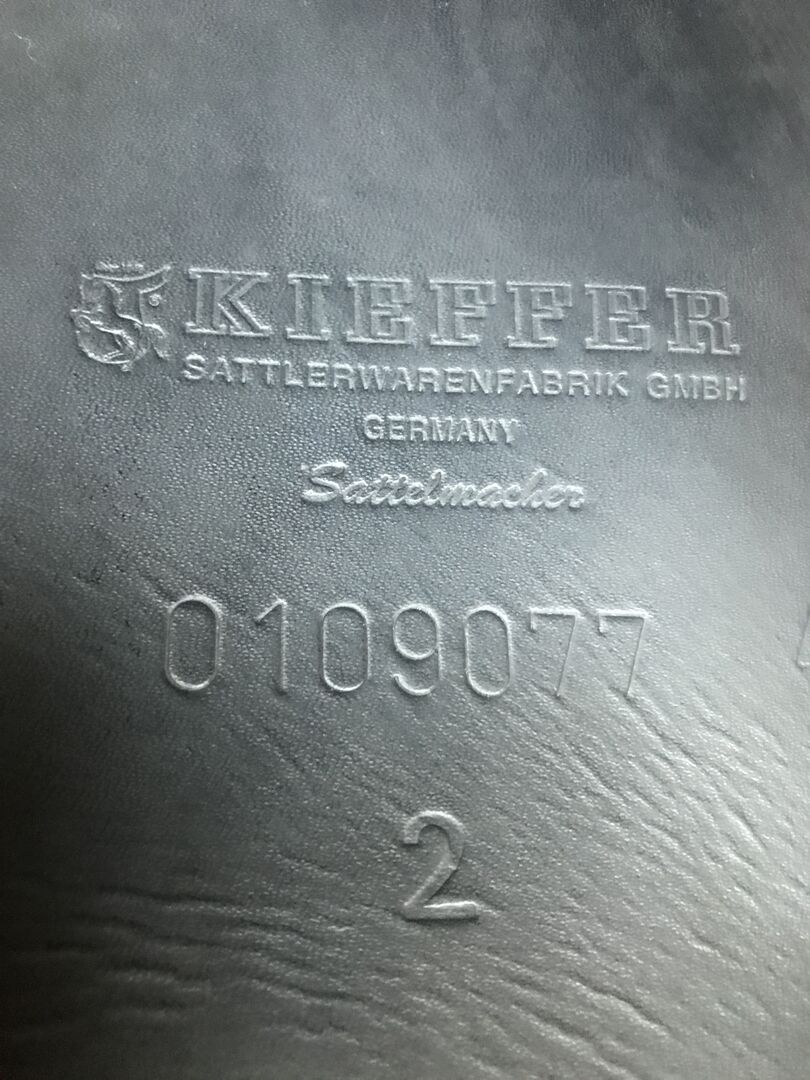 KIEFFER
SATTLERWARENFABRIK GMBH
GERMANY
Sattelmacher
0109077
2